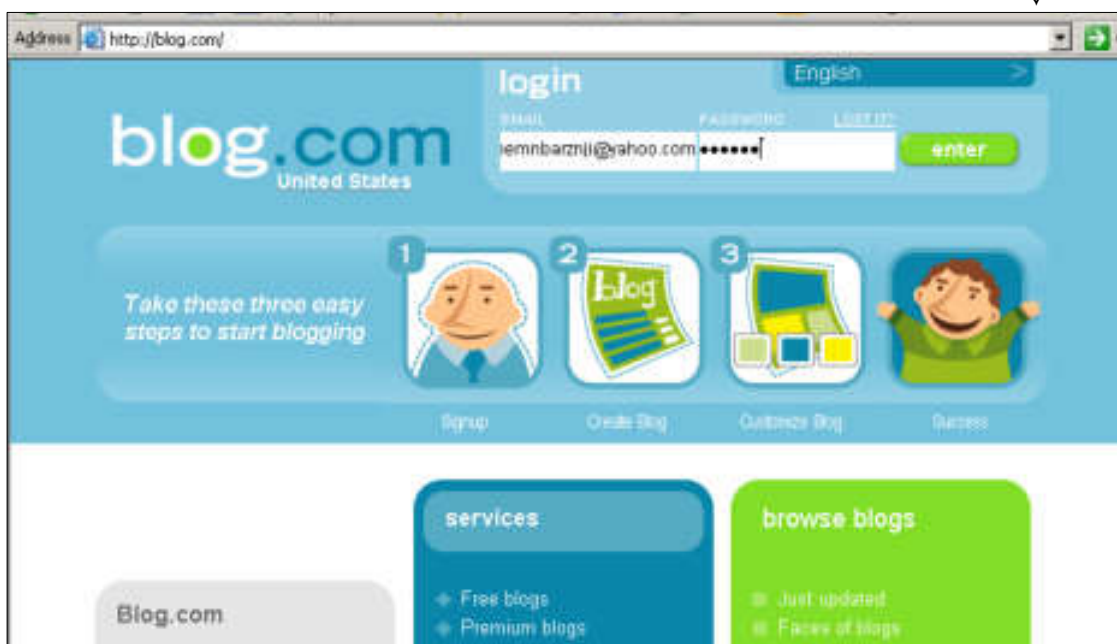 Address http://blog.com/
login
English >
EMAIL PASSWORD LOST IT?
iemnbarznji@yahoo.com ●●●●●●
enter
blog.com
United States
Take these three easy
steps to start blogging
1 2 3
blog
Signup Create Blog Customize Blog Success
services
browse blogs
Blog.com
Free blogs
Premium blogs
Just updated
Faces of blogs